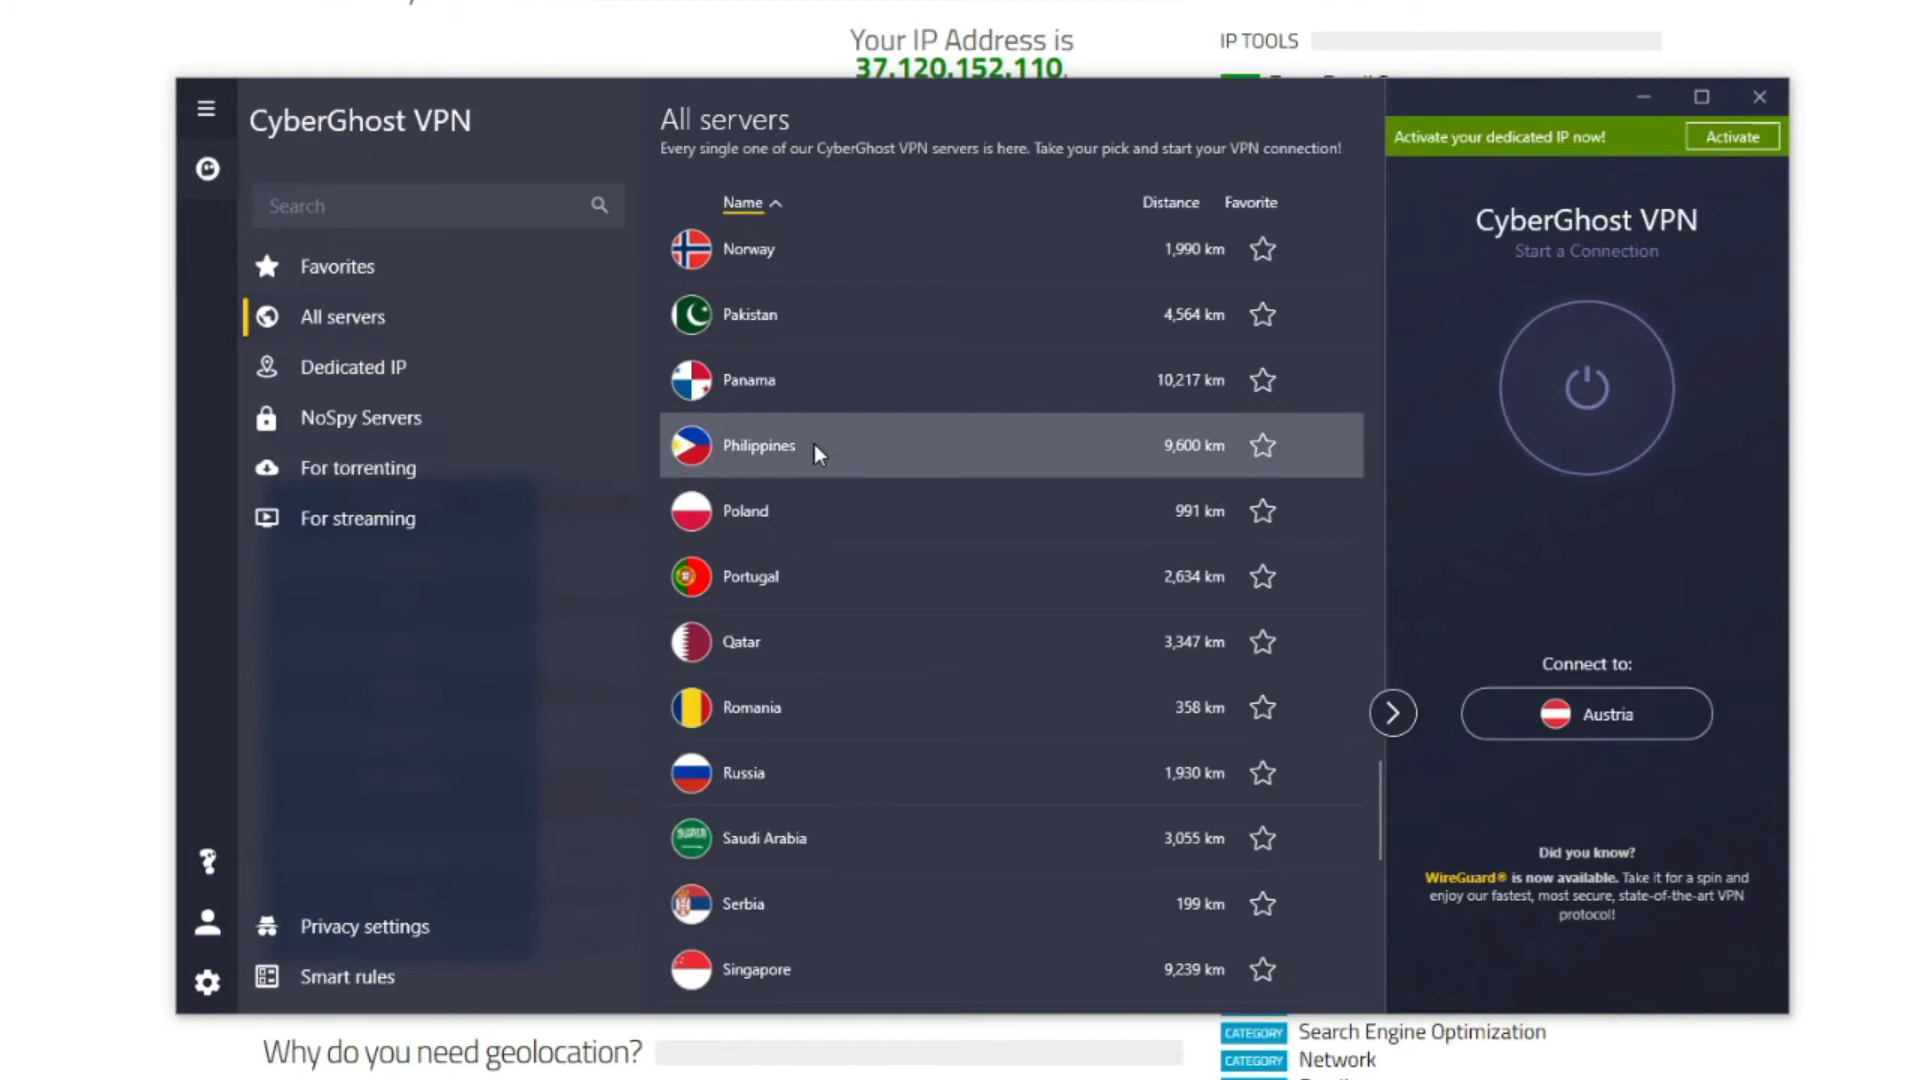 Your IP Address is
37.120.152.110.
IP TOOLS
CyberGhost VPN
Search
Favorites
All servers
Dedicated IP
NoSpy Servers
For torrenting
For streaming
Privacy settings
Smart rules
All servers
Every single one of our CyberGhost VPN servers is here. Take your pick and start your VPN connection!
Name Distance Favorite
Norway 1,990 km
Pakistan 4,564 km
Panama 10,217 km
Philippines 9,600 km
Poland 991 km
Portugal 2,634 km
Qatar 3,347 km
Romania 358 km
Russia 1,930 km
Saudi Arabia 3,055 km
Serbia 199 km
Singapore 9,239 km
Activate your dedicated IP now! Activate
CyberGhost VPN
Start a Connection
Connect to:
Austria
Did you know?
WireGuard® is now available. Take it for a spin and
enjoy our fastest, most secure, state-of-the-art VPN
protocol!
Why do you need geolocation?
CATEGORY Search Engine Optimization
CATEGORY Network